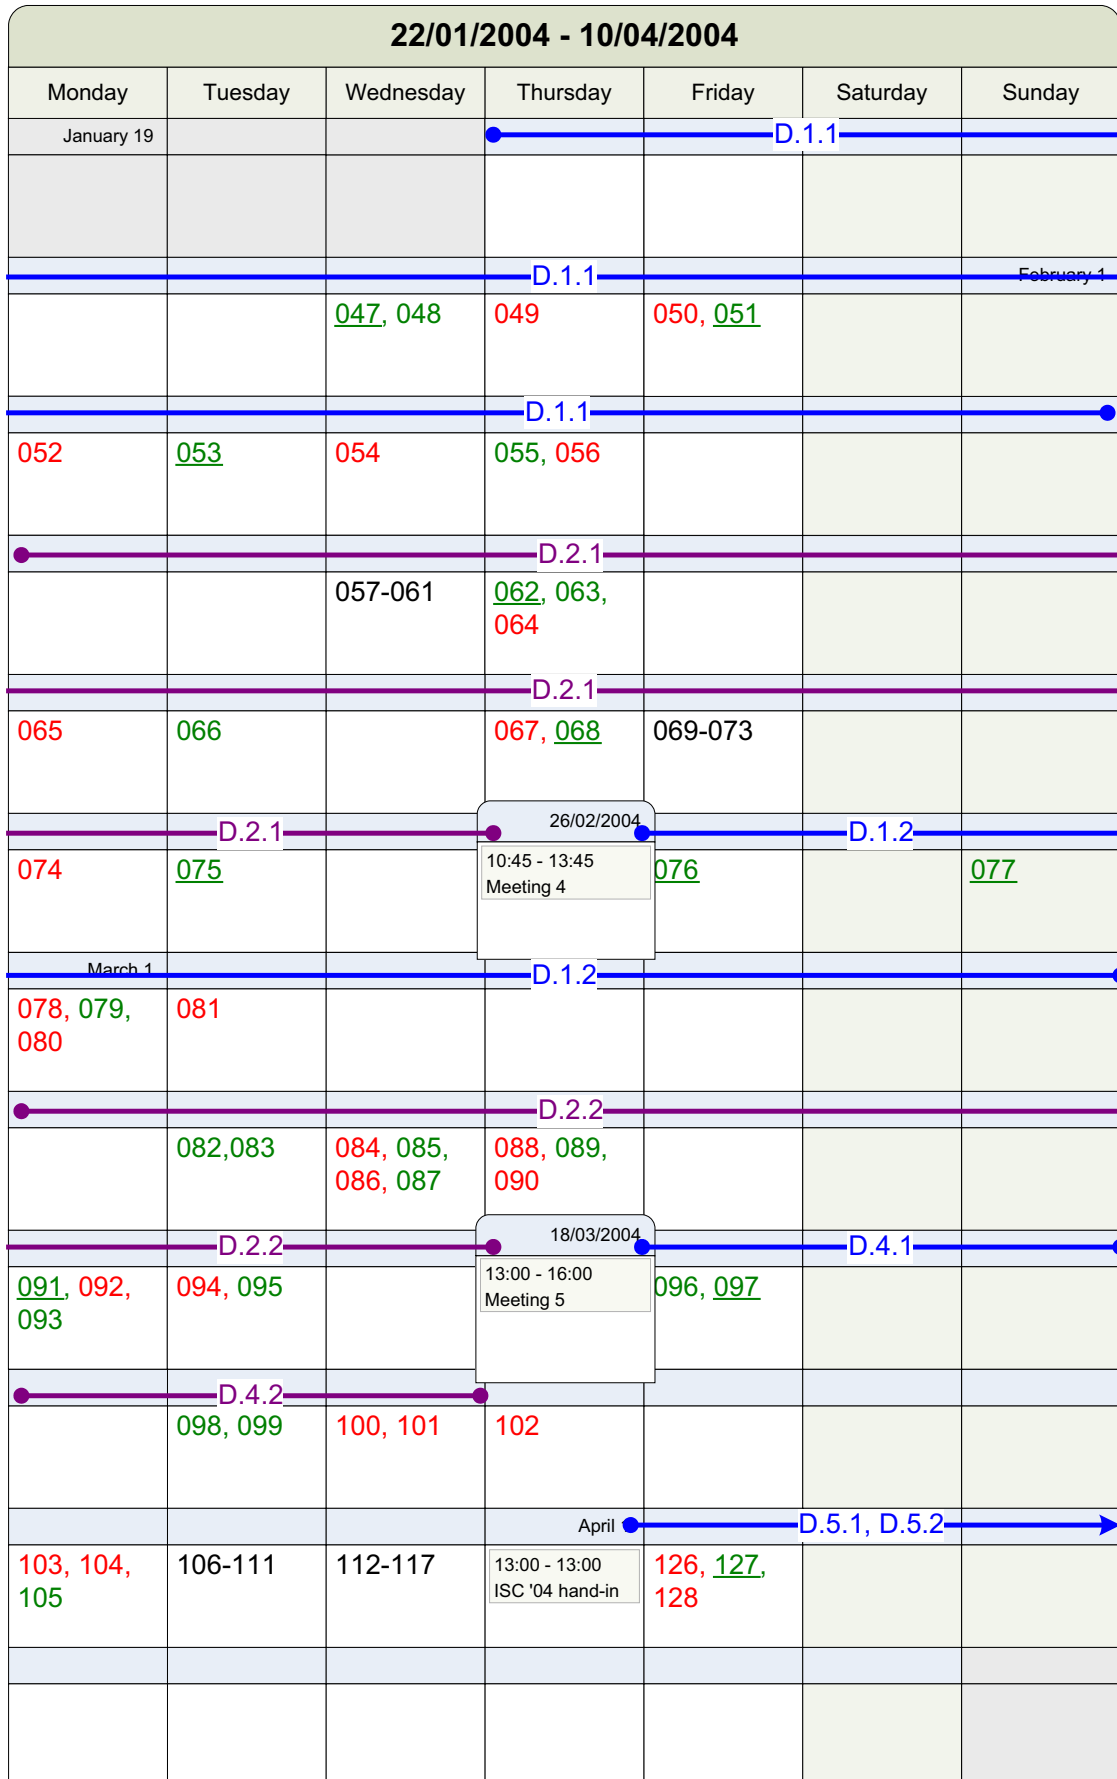 22/01/2004 - 10/04/2004
Monday Tuesday Wednesday Thursday Friday Saturday Sunday
January 19 D.1.1
D.1.1 February 1
047, 048 049 050, 051
D.1.1
052 053 054 055, 056
D.2.1
057-061 062, 063,
064
D.2.1
065 066 067, 068 069-073
D.2.1 26/02/2004 D.1.2
074 075 10:45 - 13:45 076 077
Meeting 4
March 1 D.1.2
078, 079, 081
080
D.2.2
082,083 084, 085, 088, 089,
086, 087 090
D.2.2 18/03/2004 D.4.1
091, 092, 094, 095 13:00 - 16:00 096, 097
093 Meeting 5
D.4.2
098, 099 100, 101 102
April D.5.1, D.5.2
103, 104, 106-111 112-117 13:00 - 13:00 126, 127,
105 ISC '04 hand-in 128